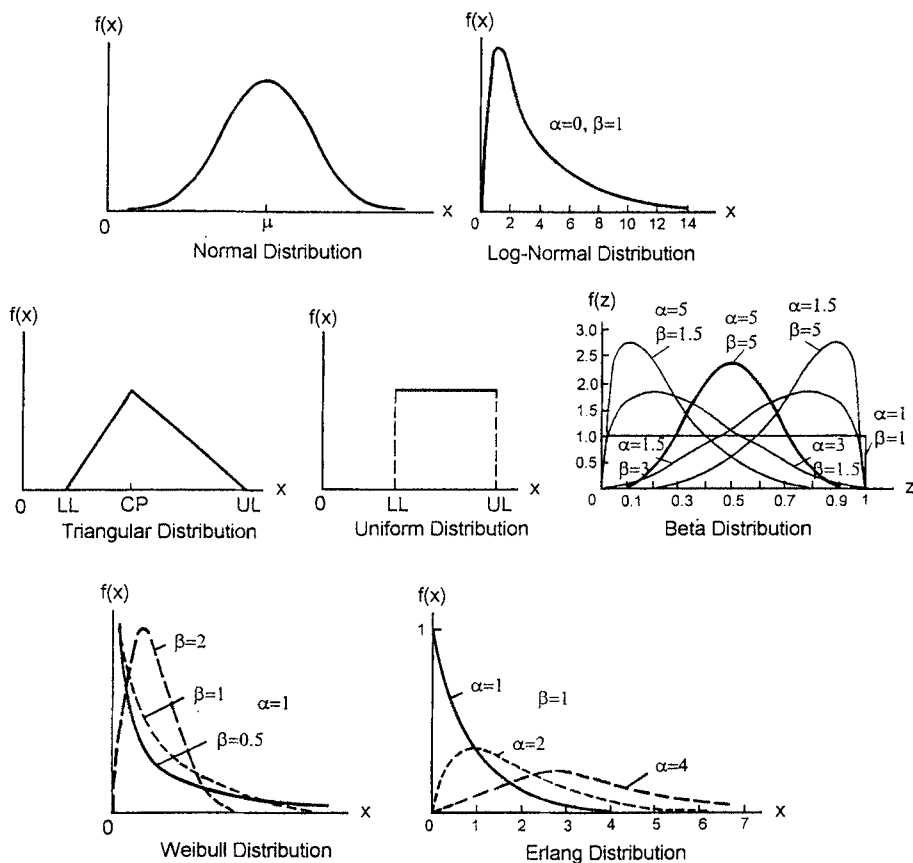 f(x)
0
μ
x
Normal Distribution
f(x)
α=0, β=1
0 2 4 6 8 10 12 14 x
Log-Normal Distribution
f(x)
0 LL CP UL x
Triangular Distribution
f(x)
0 LL UL x
Uniform Distribution
f(z)
α=5
β=1.5
α=5
β=5
α=1.5
β=5
3.0
2.5
2.0
1.5
1.0
0.5
α=1
β=1
α=1.5
β=3
α=3
β=1.5
0 0.1 0.3 0.5 0.7 0.9 1 z
Beta Distribution
f(x)
β=2
β=1
α=1
β=0.5
0 x
Weibull Distribution
f(x)
1
α=1
β=1
α=2
α=4
0 1 2 3 4 5 6 7 x
Erlang Distribution